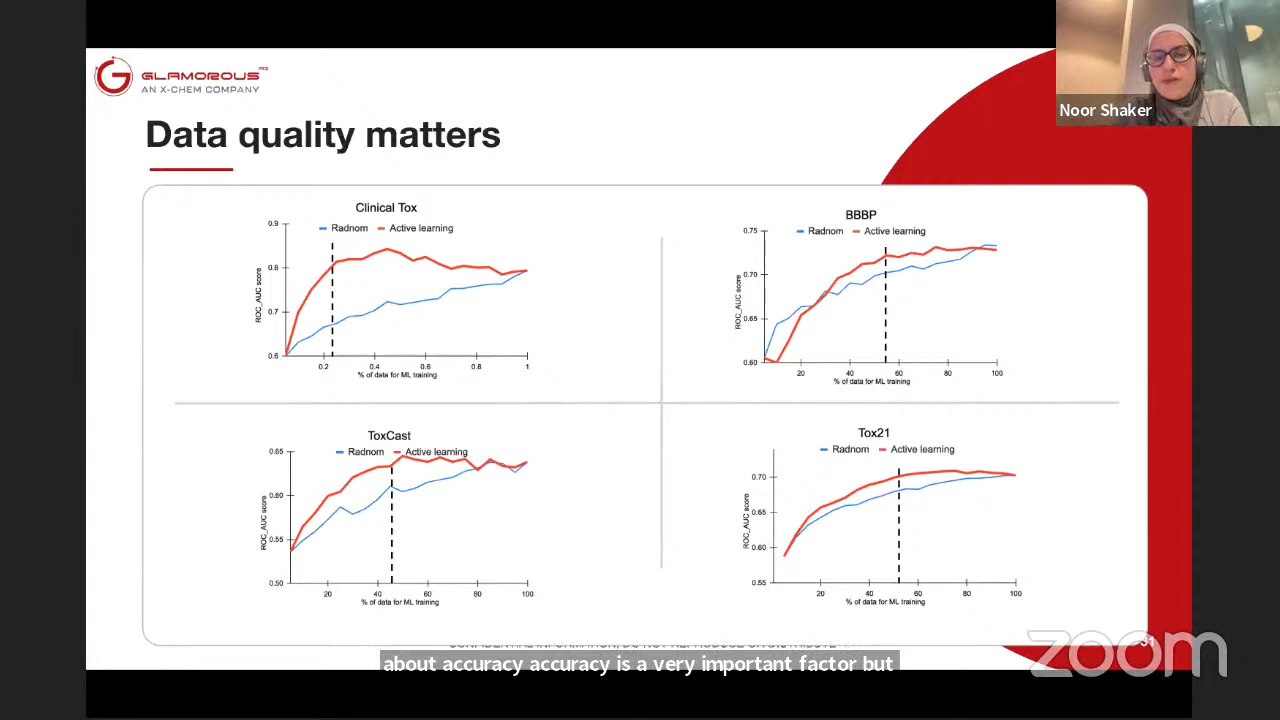 GLAMOROUS AI
AN X-CHEM COMPANY
Noor Shaker
Data quality matters
Clinical Tox
Radnom Active learning
0.9
0.8
0.7
0.6
ROC_AUC score
0.2 0.4 0.6 0.8 1
% of data for ML training
BBBP
Radnom Active learning
0.75
0.70
0.65
0.60
ROC_AUC score
20 40 60 80 100
% of data for ML training
ToxCast
Radnom Active learning
0.65
0.60
0.55
0.50
ROC_AUC score
20 40 60 80 100
% of data for ML training
Tox21
Radnom Active learning
0.70
0.65
0.60
0.55
ROC_AUC score
20 40 60 80 100
% of data for ML training
31
about accuracy accuracy is a very important factor but
zoom